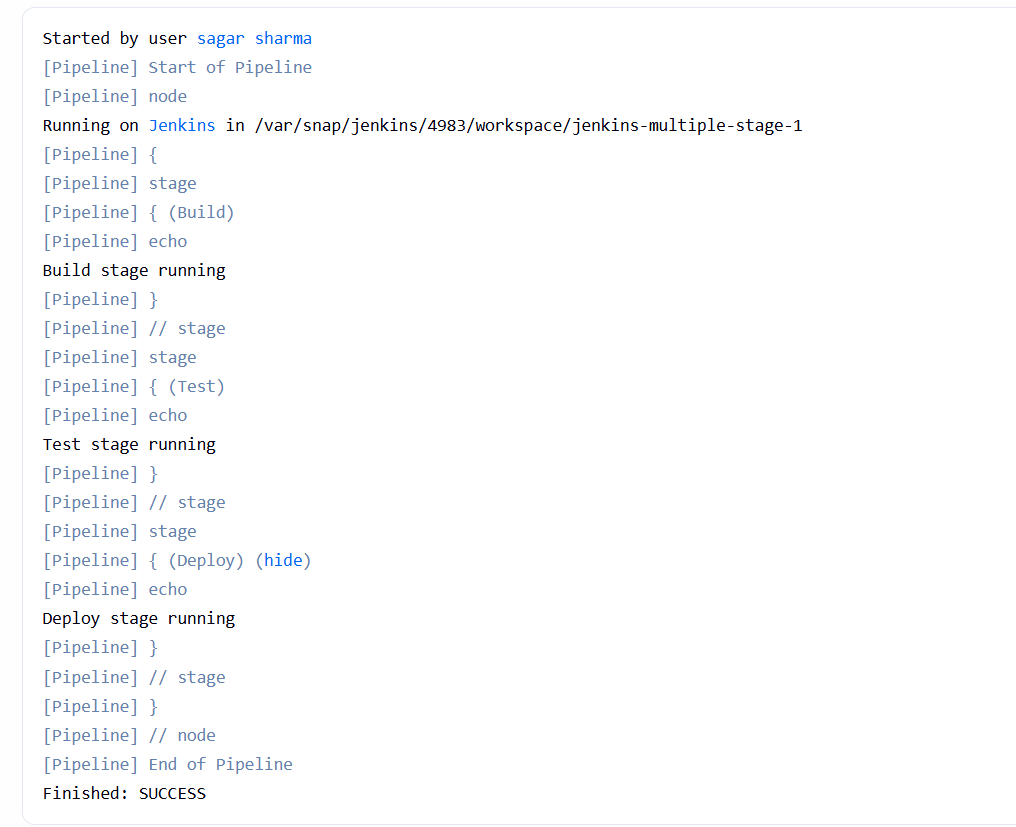 Started by user sagar sharma
[Pipeline] Start of Pipeline
[Pipeline] node
Running on Jenkins in /var/snap/jenkins/4983/workspace/jenkins-multiple-stage-1
[Pipeline] {
[Pipeline] stage
[Pipeline] { (Build)
[Pipeline] echo
Build stage running
[Pipeline] }
[Pipeline] // stage
[Pipeline] stage
[Pipeline] { (Test)
[Pipeline] echo
Test stage running
[Pipeline] }
[Pipeline] // stage
[Pipeline] stage
[Pipeline] { (Deploy) (hide)
[Pipeline] echo
Deploy stage running
[Pipeline] }
[Pipeline] // stage
[Pipeline] }
[Pipeline] // node
[Pipeline] End of Pipeline
Finished: SUCCESS